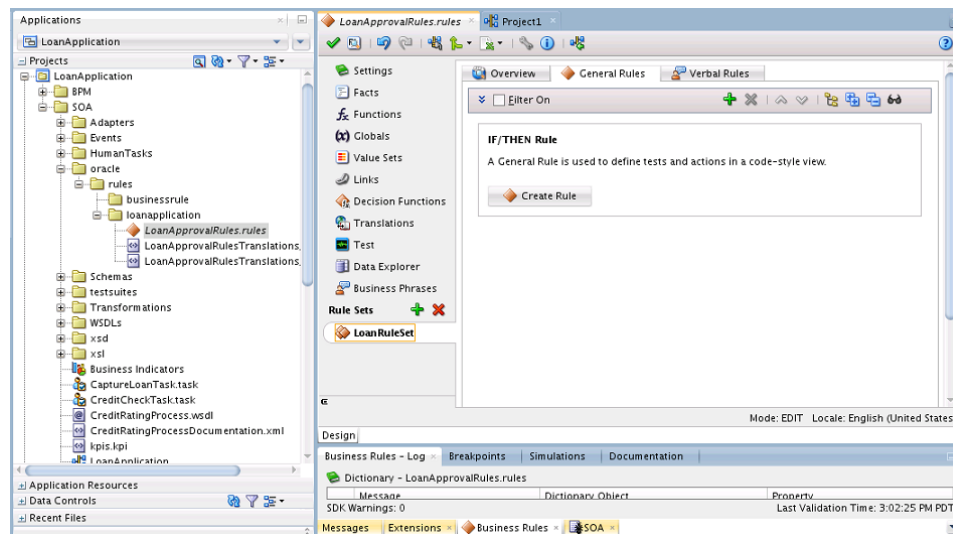 Applications
LoanApplication
Projects
LoanApplication
BPM
SOA
Adapters
Events
HumanTasks
oracle
rules
businessrule
loanapplication
LoanApprovalRules.rules
LoanApprovalRulesTranslations.
LoanApprovalRulesTranslations.
Schemas
testsuites
Transformations
WSDLs
xsd
xsl
Business Indicators
CaptureLoanTask.task
CreditCheckTask.task
CreditRatingProcess.wsdl
CreditRatingProcessDocumentation.xml
kpis.kpi
LoanApplication
Application Resources
Data Controls
Recent Files
LoanApprovalRules.rules Project1
Settings
Facts
Functions
Globals
Value Sets
Links
Decision Functions
Translations
Test
Data Explorer
Business Phrases
Rule Sets
LoanRuleSet
Overview General Rules Verbal Rules
Filter On
IF/THEN Rule
A General Rule is used to define tests and actions in a code-style view.
Create Rule
Mode: EDIT Locale: English (United States
Design
Business Rules - Log Breakpoints Simulations Documentation
Dictionary - LoanApprovalRules.rules
Message Dictionary Object Property
SDK Warnings: 0 Last Validation Time: 3:02:25 PM PDT
Messages Extensions Business Rules SOA